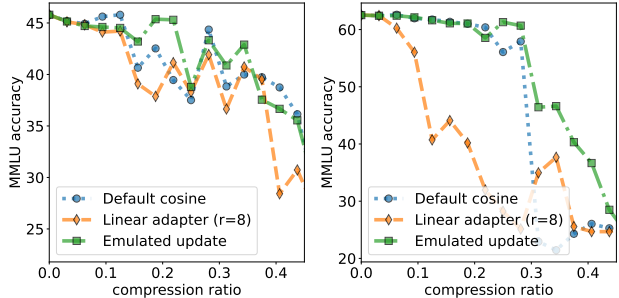 45
40
35
30
25
MMLU accuracy
Default cosine
Linear adapter (r=8)
Emulated update
0.0 0.1 0.2 0.3 0.4
compression ratio
60
50
40
30
20
MMLU accuracy
Default cosine
Linear adapter (r=8)
Emulated update
0.0 0.1 0.2 0.3 0.4
compression ratio